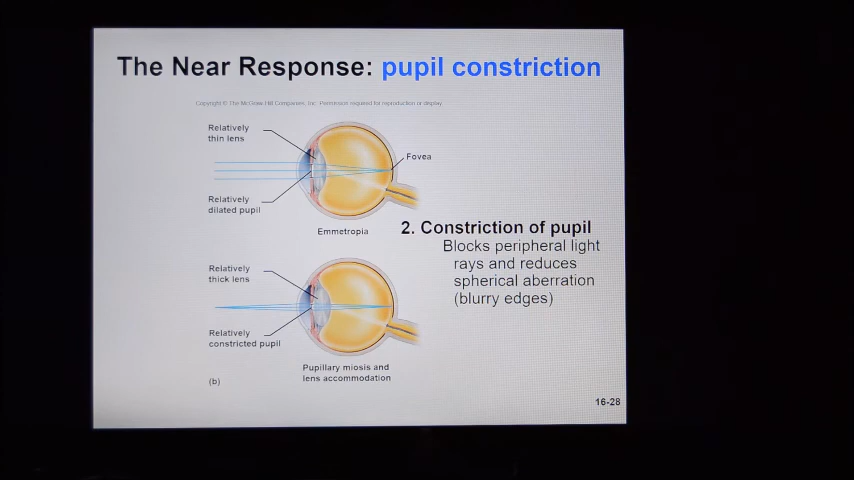 The Near Response: pupil constriction
Copyright © The McGraw-Hill Companies, Inc. Permission required for reproduction or display.
Relatively
thin lens
Fovea
Relatively
dilated pupil
Emmetropia
2. Constriction of pupil
Blocks peripheral light
rays and reduces
spherical aberration
(blurry edges)
Relatively
thick lens
Relatively
constricted pupil
Pupillary miosis and
lens accommodation
(b)
16-28